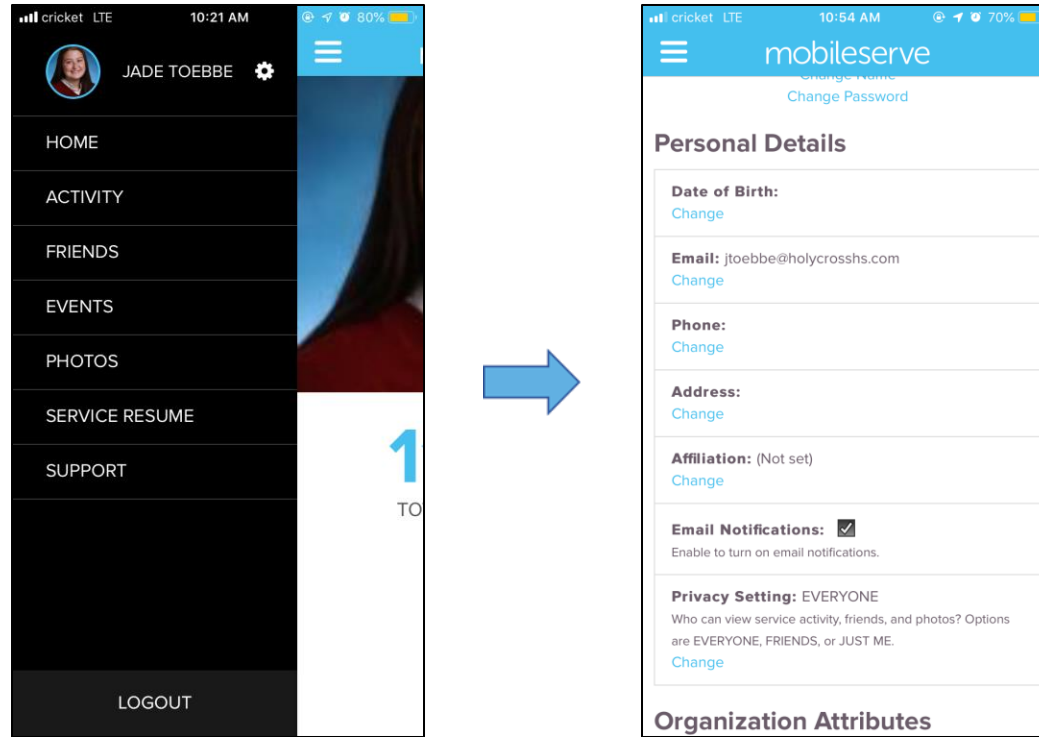 cricket LTE 10:21 AM 80%
JADE TOEBBE
HOME
ACTIVITY
FRIENDS
EVENTS
PHOTOS
SERVICE RESUME
SUPPORT
LOGOUT
TO
cricket LTE 10:54 AM 70%
mobileserve
Change Name
Change Password
Personal Details
Date of Birth:
Change
Email: jtoebbe@holycrosshs.com
Change
Phone:
Change
Address:
Change
Affiliation: (Not set)
Change
Email Notifications:
Enable to turn on email notifications.
Privacy Setting: EVERYONE
Who can view service activity, friends, and photos? Options
are EVERYONE, FRIENDS, or JUST ME.
Change
Organization Attributes